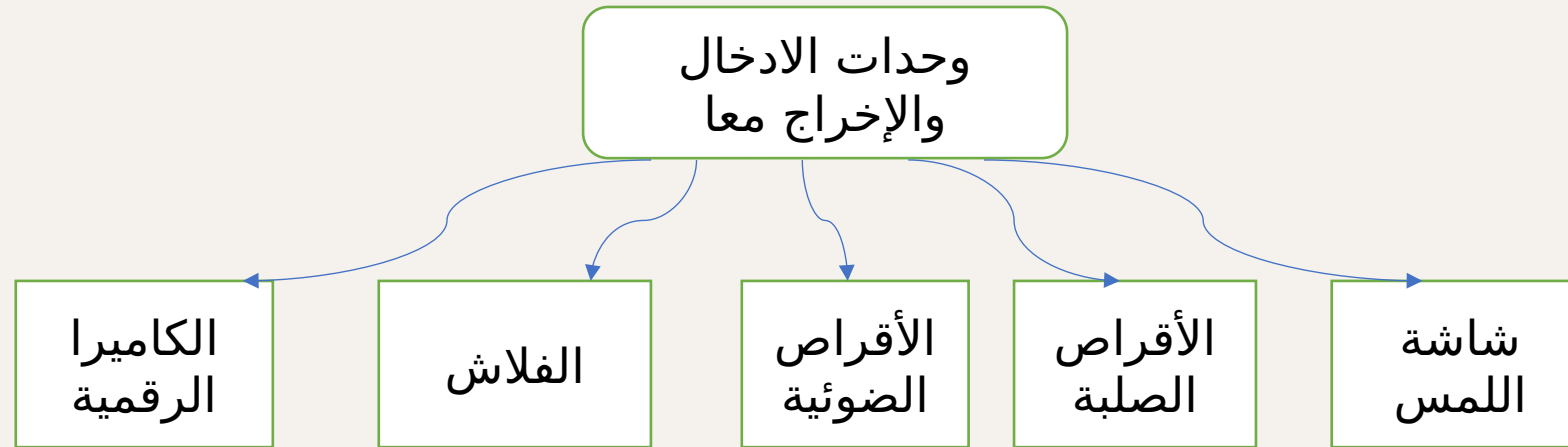 وحدات الادخال
والإخراج معا
شاشة
اللمس
الأقراص
الصلبة
الأقراص
الضوئية
الفلاش
الكاميرا
الرقمية